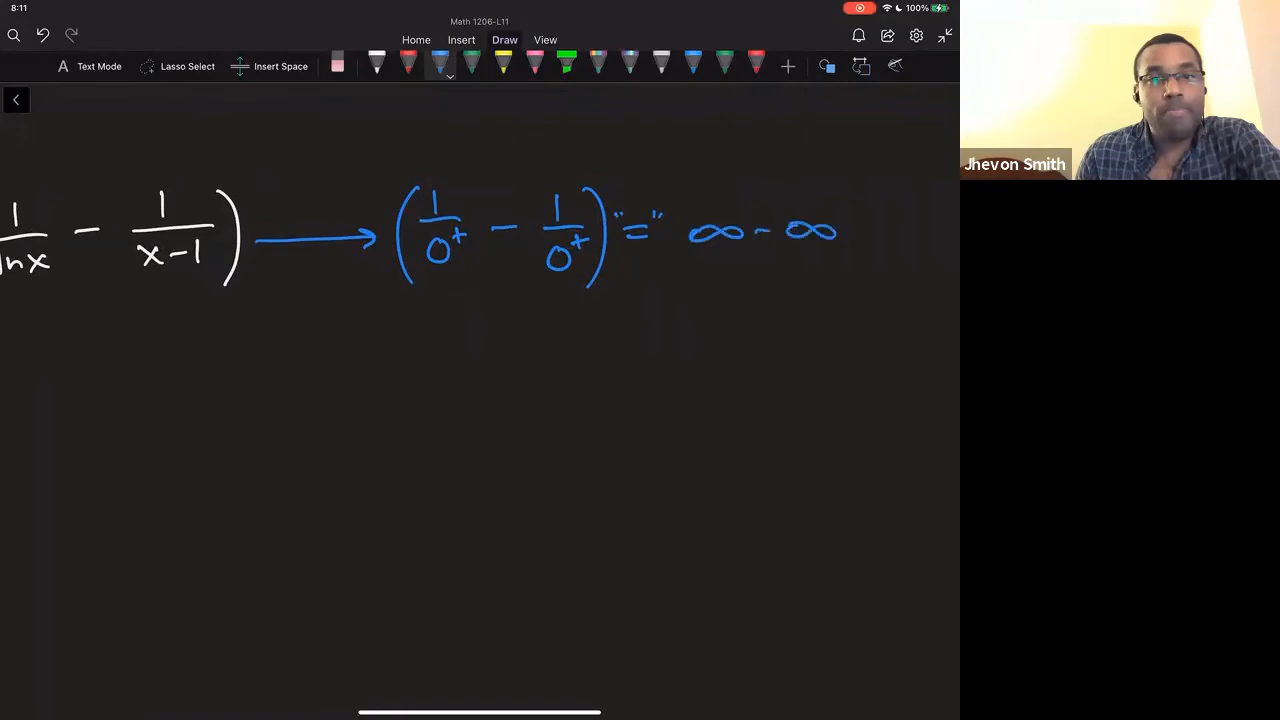 8:11
100%
Math 1206-L11
Home Insert Draw View
Text Mode Lasso Select Insert Space
1/ln x - 1/(x-1)) ⟶ (1/0⁺ - 1/0⁺) "=" ∞ - ∞
Jhevon Smith